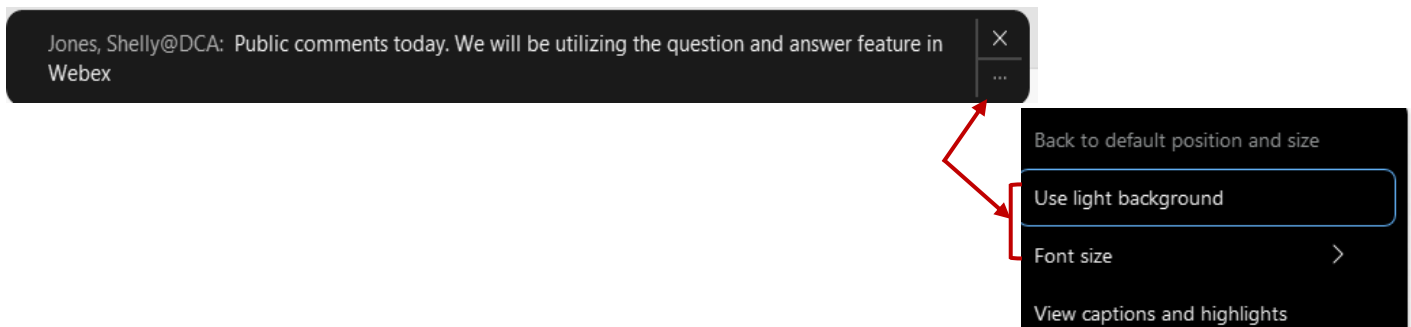 Jones, Shelly@DCA: Public comments today. We will be utilizing the question and answer feature in
Webex
Back to default position and size
Use light background
Font size
View captions and highlights